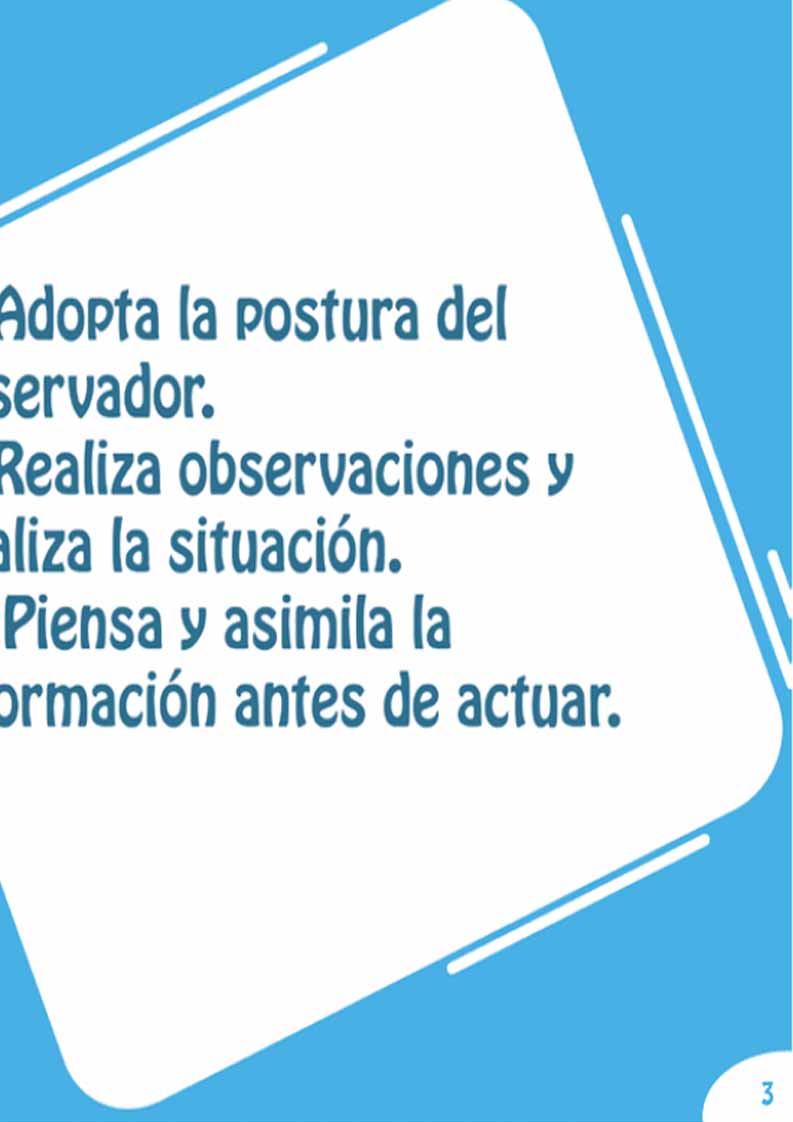 Adopta la postura del
servador.
Realiza observaciones y
aliza la situación.
Piensa y asimila la
ormación antes de actuar.
3